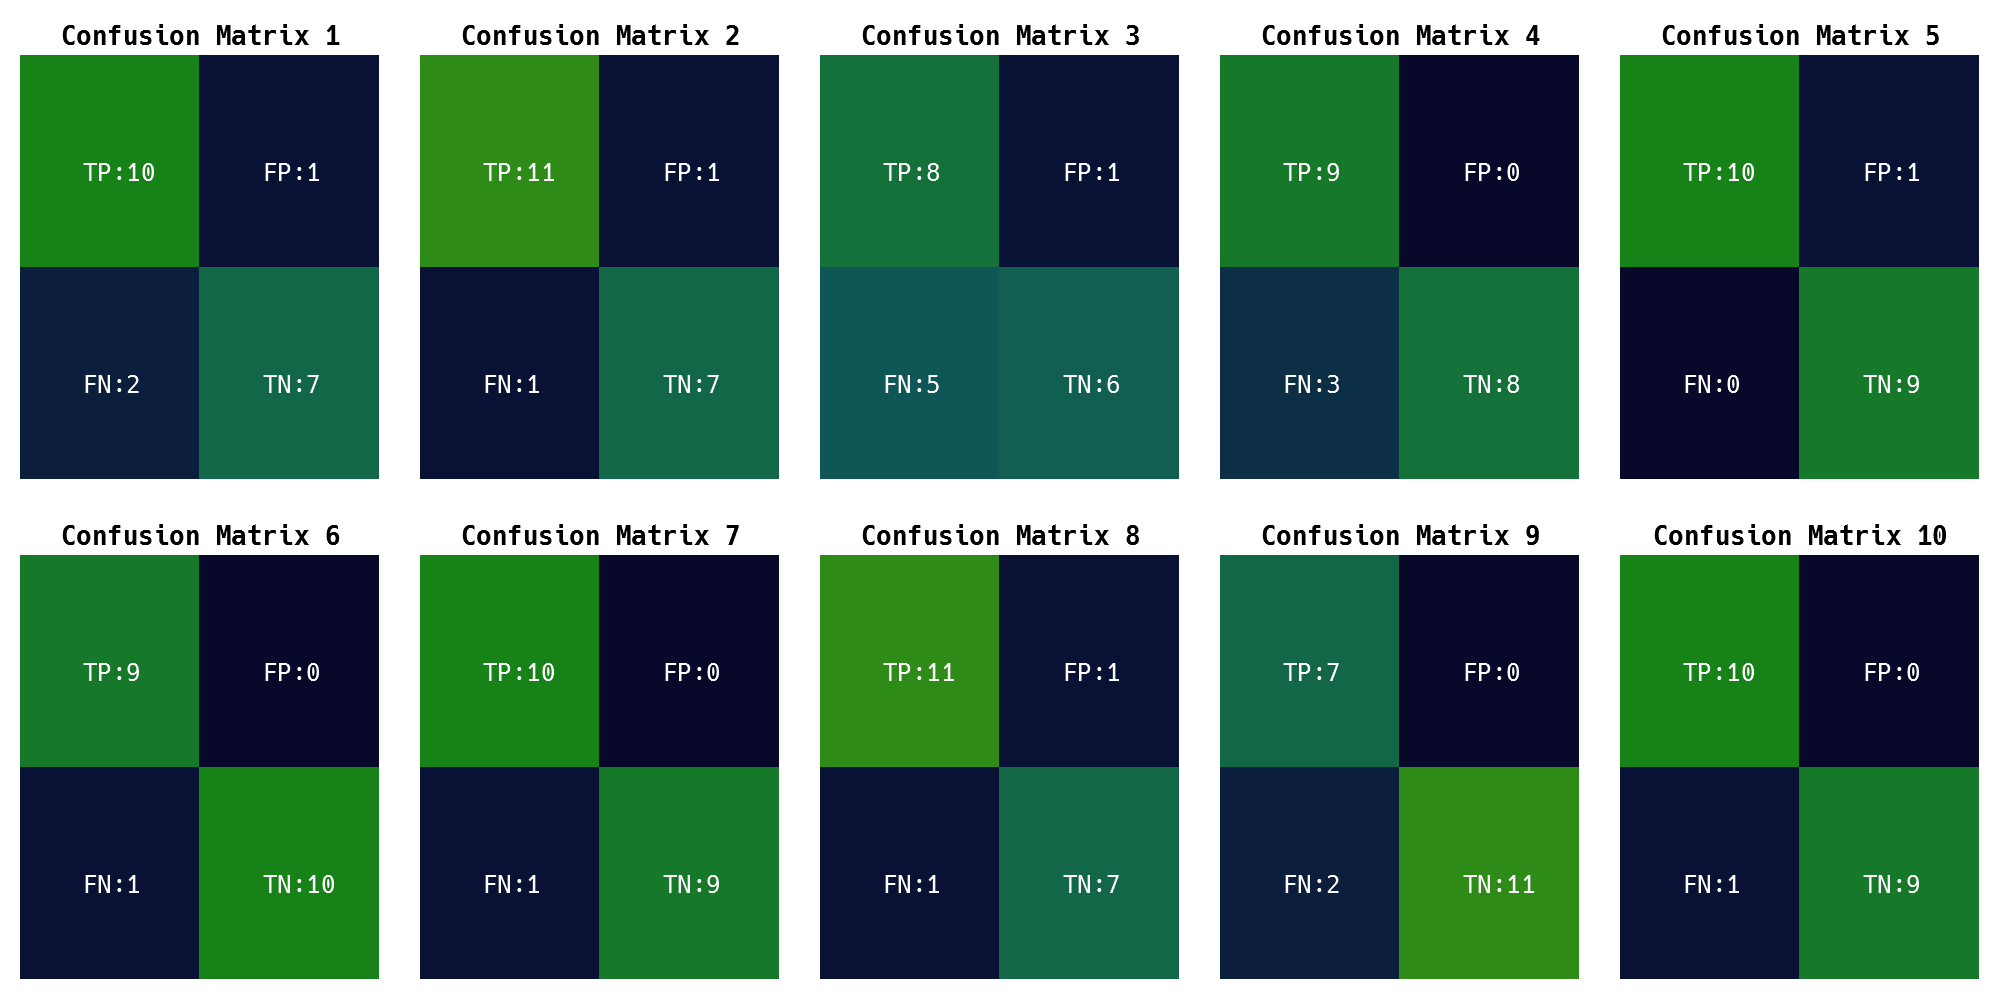 Confusion Matrix 1
TP:10 FP:1
FN:2 TN:7
Confusion Matrix 2
TP:11 FP:1
FN:1 TN:7
Confusion Matrix 3
TP:8 FP:1
FN:5 TN:6
Confusion Matrix 4
TP:9 FP:0
FN:3 TN:8
Confusion Matrix 5
TP:10 FP:1
FN:0 TN:9
Confusion Matrix 6
TP:9 FP:0
FN:1 TN:10
Confusion Matrix 7
TP:10 FP:0
FN:1 TN:9
Confusion Matrix 8
TP:11 FP:1
FN:1 TN:7
Confusion Matrix 9
TP:7 FP:0
FN:2 TN:11
Confusion Matrix 10
TP:10 FP:0
FN:1 TN:9